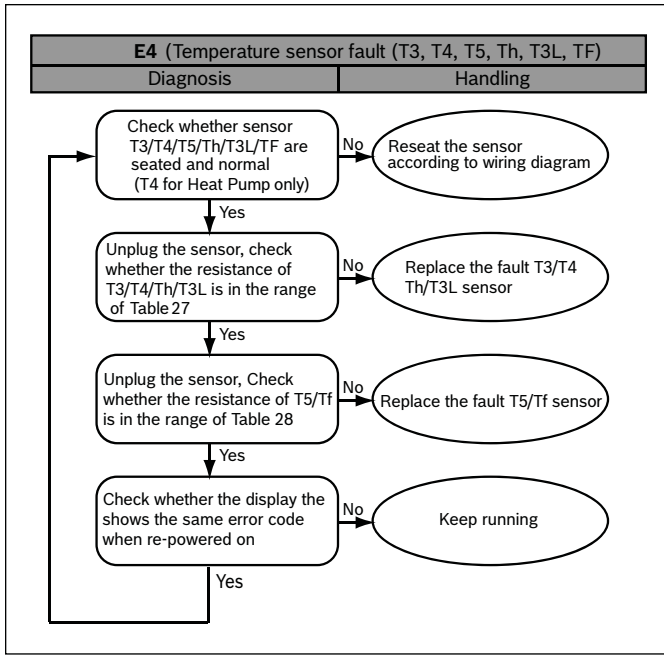 E4 (Temperature sensor fault (T3, T4, T5, Th, T3L, TF)
Diagnosis
Handling
Check whether sensor
T3/T4/T5/Th/T3L/TF are
seated and normal
(T4 for Heat Pump only)
No
Reseat the sensor
according to wiring diagram
Yes
Unplug the sensor, check
whether the resistance of
T3/T4/Th/T3L is in the range
of Table 27
No
Replace the fault T3/T4
Th/T3L sensor
Yes
Unplug the sensor, Check
whether the resistance of T5/Tf
is in the range of Table 28
No
Replace the fault T5/Tf sensor
Yes
Check whether the display the
shows the same error code
when re-powered on
No
Keep running
Yes